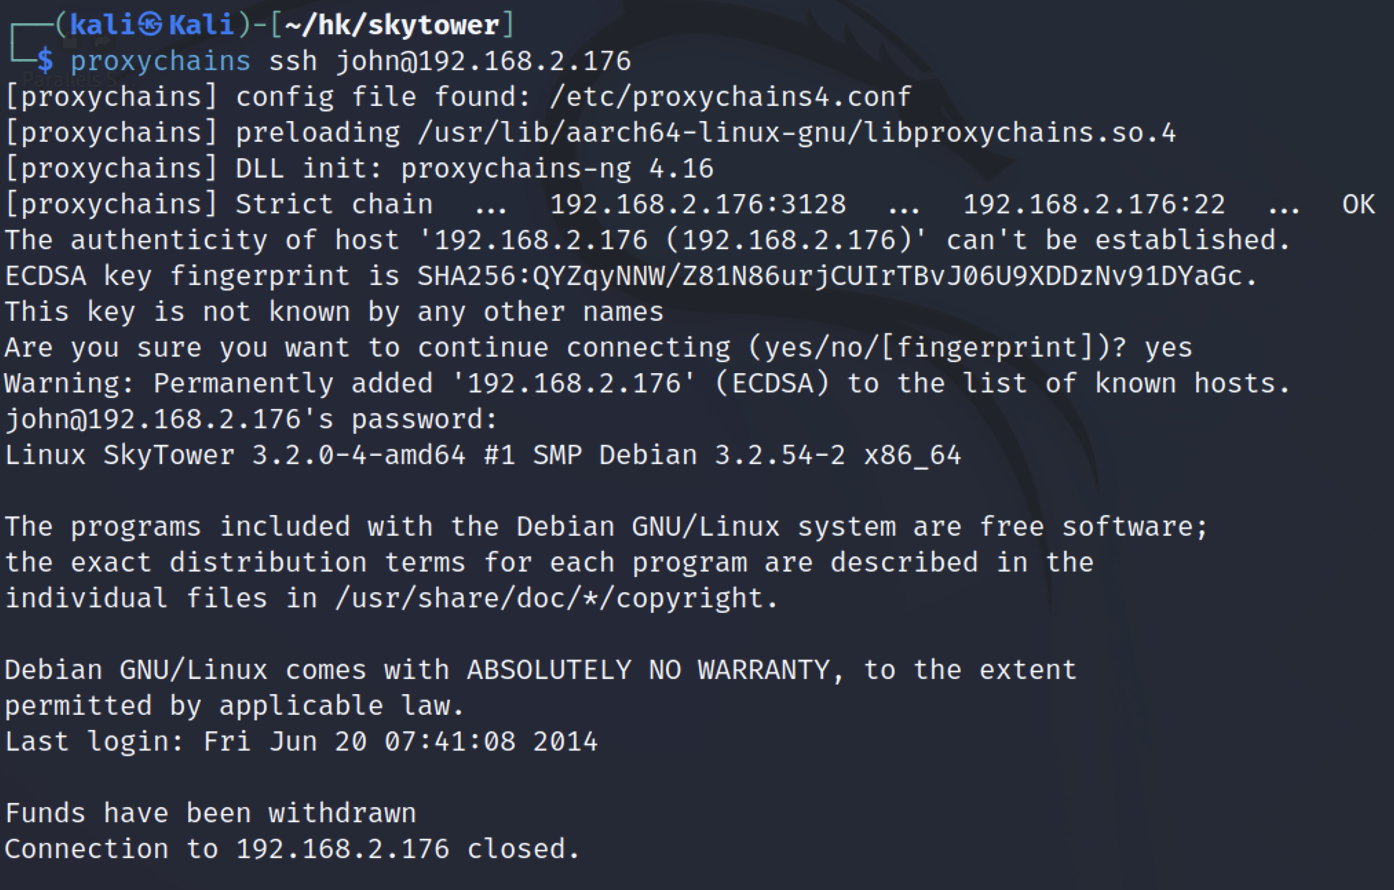 ┌──(kali㉿Kali)-[~/hk/skytower]
└─$ proxychains ssh john@192.168.2.176
[proxychains] config file found: /etc/proxychains4.conf
[proxychains] preloading /usr/lib/aarch64-linux-gnu/libproxychains.so.4
[proxychains] DLL init: proxychains-ng 4.16
[proxychains] Strict chain  ...  192.168.2.176:3128  ...  192.168.2.176:22  ...  OK
The authenticity of host '192.168.2.176 (192.168.2.176)' can't be established.
ECDSA key fingerprint is SHA256:QYZqyNNW/Z81N86urjCUIrTBvJ06U9XDDzNv91DYaGc.
This key is not known by any other names
Are you sure you want to continue connecting (yes/no/[fingerprint])? yes
Warning: Permanently added '192.168.2.176' (ECDSA) to the list of known hosts.
john@192.168.2.176's password:
Linux SkyTower 3.2.0-4-amd64 #1 SMP Debian 3.2.54-2 x86_64

The programs included with the Debian GNU/Linux system are free software;
the exact distribution terms for each program are described in the
individual files in /usr/share/doc/*/copyright.

Debian GNU/Linux comes with ABSOLUTELY NO WARRANTY, to the extent
permitted by applicable law.
Last login: Fri Jun 20 07:41:08 2014

Funds have been withdrawn
Connection to 192.168.2.176 closed.